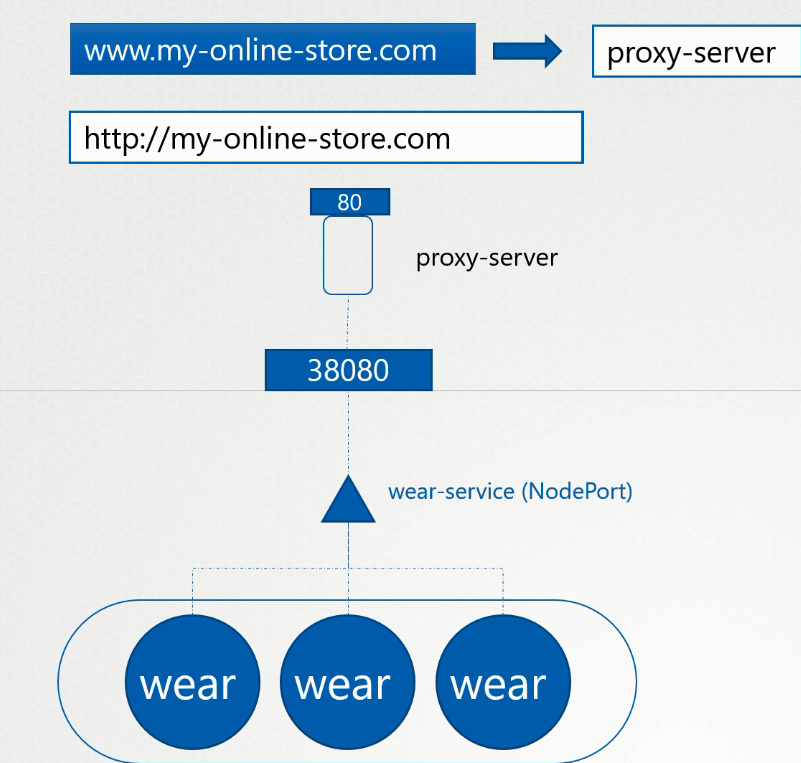 www.my-online-store.com
proxy-server
http://my-online-store.com
80
proxy-server
38080
wear-service (NodePort)
wear wear wear